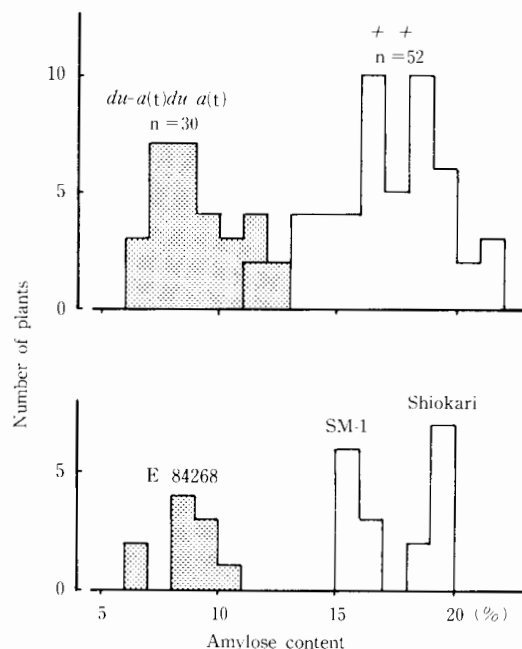 + +
n=52
du-a(t)du a(t)
n=30
10
5
0
Number of plants
SM-1
Shiokari
E 84268
5
0
5
10
15
20
(%)
Amylose content